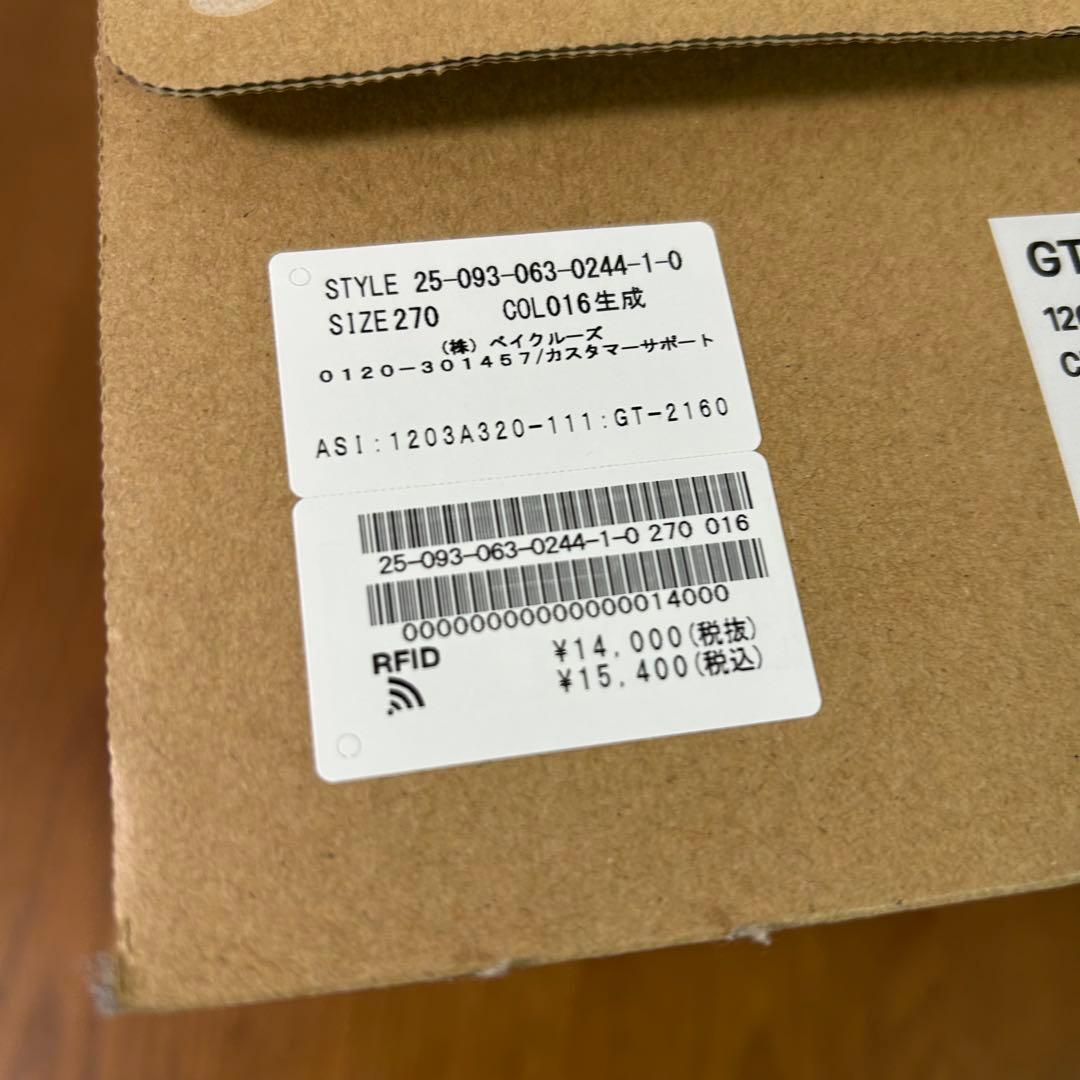 STYLE 25-093-063-0244-1-0
SIZE270 COL016生成
(株) ベイクルーズ
0120-301457/カスタマーサポート
ASI:1203A320-111:GT-2160
25-093-063-0244-1-0 270 016
00000000000000014000
RFID
¥14,000(税抜)
¥15,400(税込)
GT
120
C